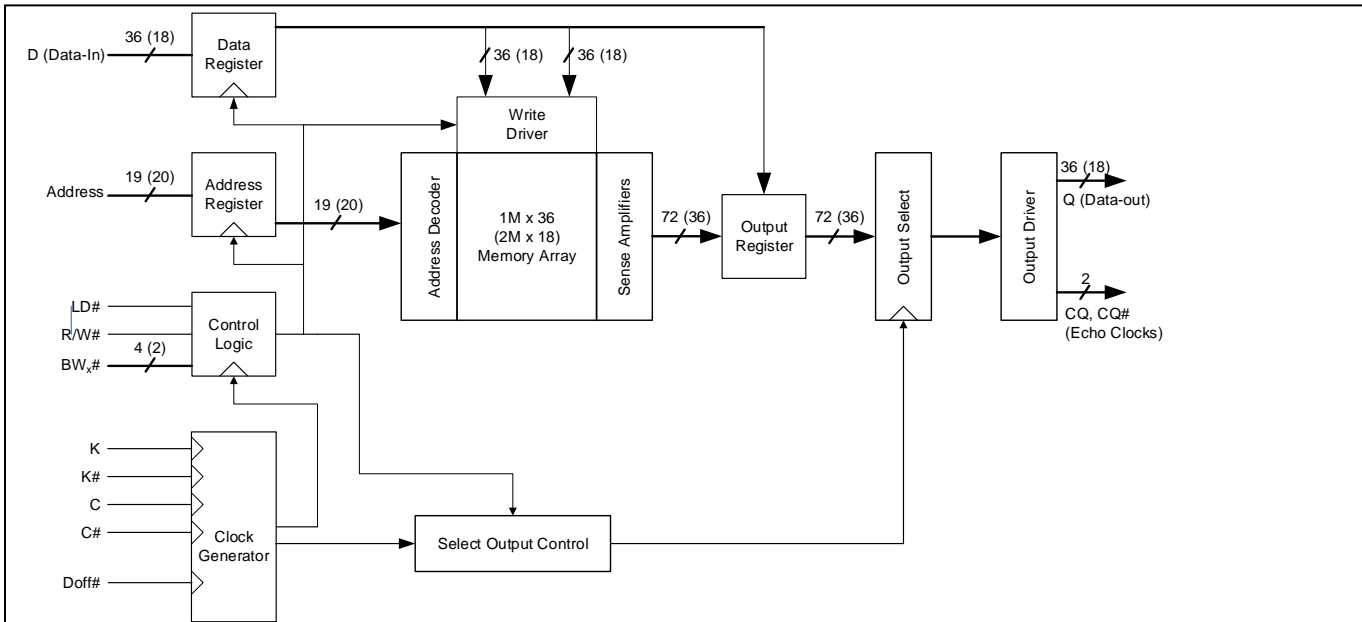 D (Data-In)
36 (18)
Data
Register
36 (18)
36 (18)
Write
Driver
Address
19 (20)
Address
Register
19 (20)
Address Decoder
1M x 36
(2M x 18)
Memory Array
Sense Amplifiers
72 (36)
Output
Register
72 (36)
Output Select
Output Driver
36 (18)
Q (Data-out)
2
CQ, CQ#
(Echo Clocks)
LD#
R/W#
4 (2)
BWx#
Control
Logic
K
K#
C
C#
Doff#
Clock
Generator
Select Output Control